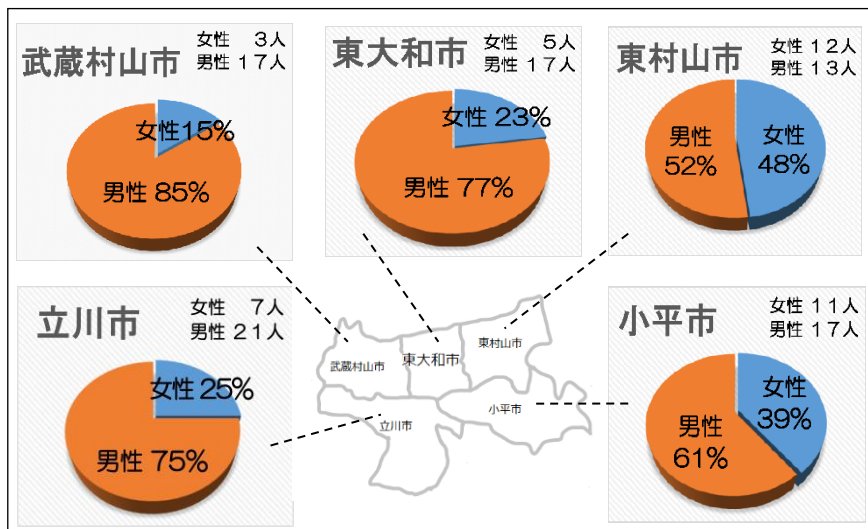 武蔵村山市
女性　3人
男性 17人
女性15%
男性 85%
東大和市
女性　5人
男性 17人
女性 23%
男性 77%
東村山市
女性 12人
男性 13人
男性
52%
女性
48%
立川市
女性　7人
男性 21人
女性 25%
男性 75%
武蔵村山市
東大和市
東村山市
立川市
小平市
小平市
女性 11人
男性 17人
女性
39%
男性
61%